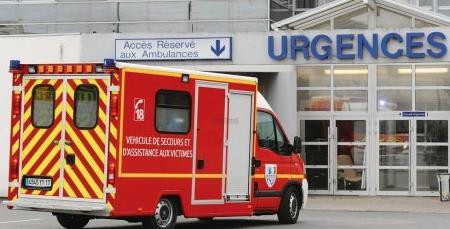 Accès Réservé
aux Ambulances
URGENCES
18
VEHICULE DE SECOURS ET
D'ASSISTANCE AUX VICTIMES